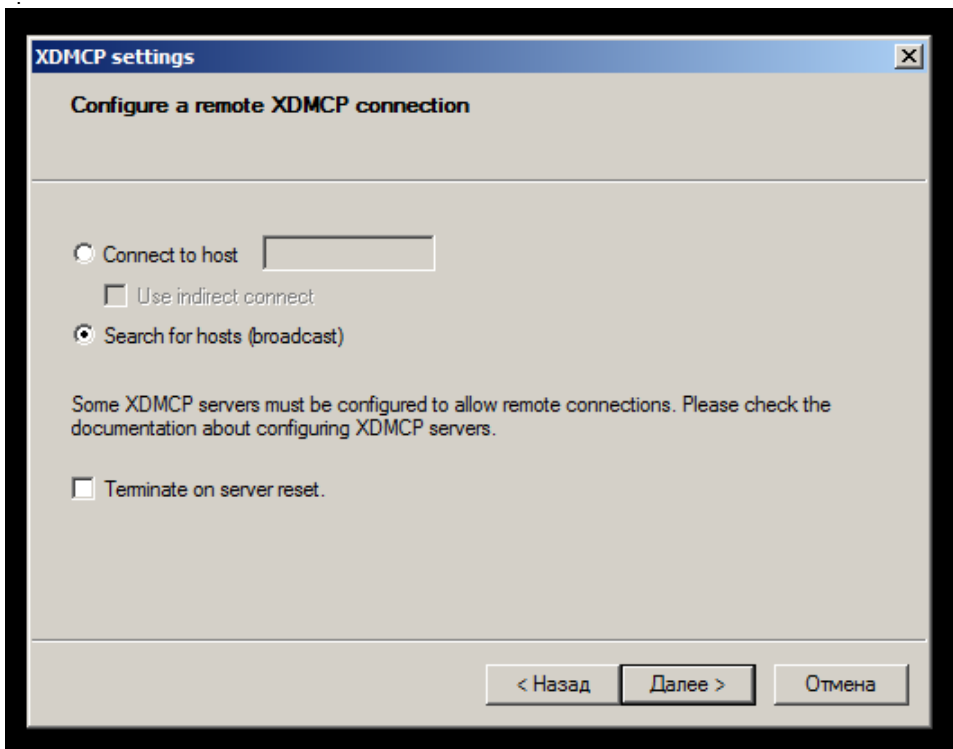 XDMCP settings
Configure a remote XDMCP connection
Connect to host
Use indirect connect
Search for hosts (broadcast)
Some XDMCP servers must be configured to allow remote connections. Please check the
documentation about configuring XDMCP servers.
Terminate on server reset.
< Назад Далее > Отмена